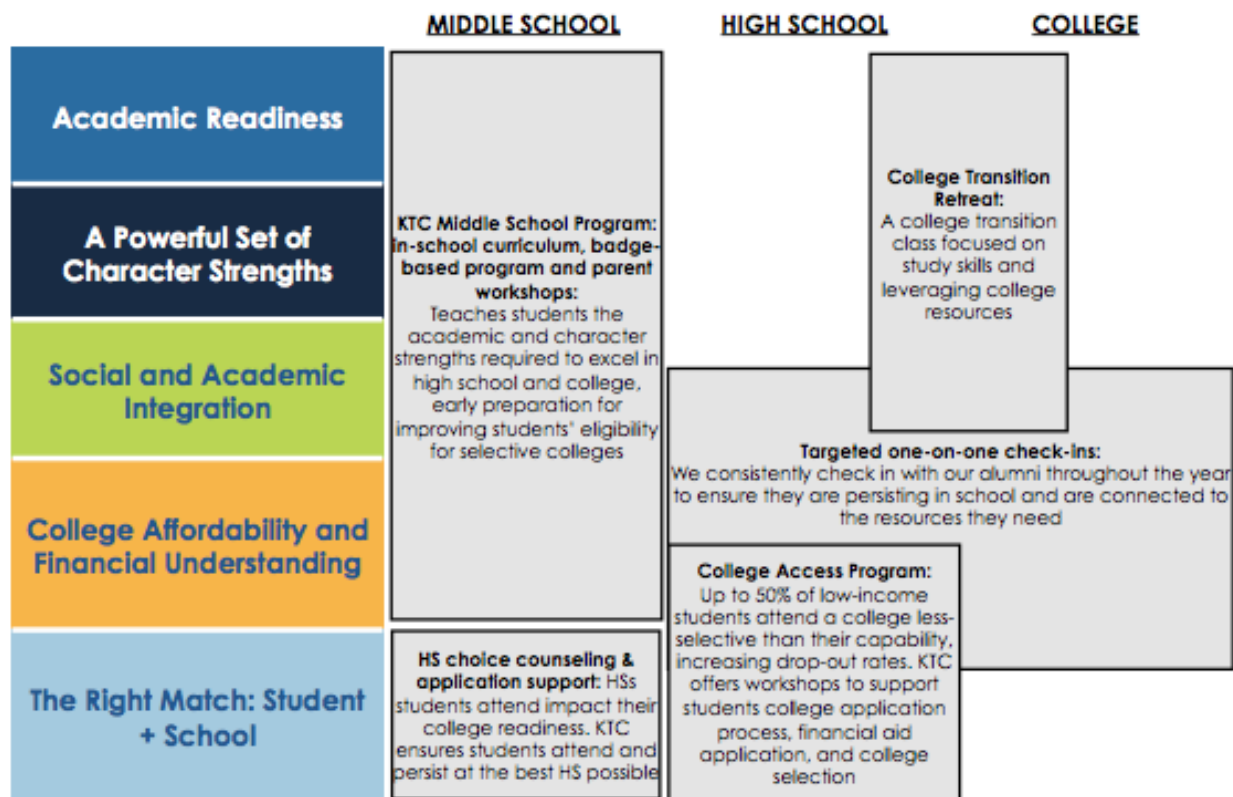 MIDDLE SCHOOL
HIGH SCHOOL
COLLEGE
Academic Readiness
A Powerful Set of
Character Strengths
Social and Academic
Integration
College Affordability and
Financial Understanding
The Right Match: Student
+ School
KTC Middle School Program:
in-school curriculum, badge-
based program and parent
workshops:
Teaches students the
academic and character
strengths required to excel in
high school and college,
early preparation for
improving students' eligibility
for selective colleges
HS choice counseling &
application support: HSs
students attend impact their
college readiness. KTC
ensures students attend and
persist at the best HS possible
College Transition
Retreat:
A college transition
class focused on
study skills and
leveraging college
resources
Targeted one-on-one check-ins:
We consistently check in with our alumni throughout the year
to ensure they are persisting in school and are connected to
the resources they need
College Access Program:
Up to 50% of low-income
students attend a college less-
selective than their capability,
increasing drop-out rates. KTC
offers workshops to support
students college application
process, financial aid
application, and college
selection